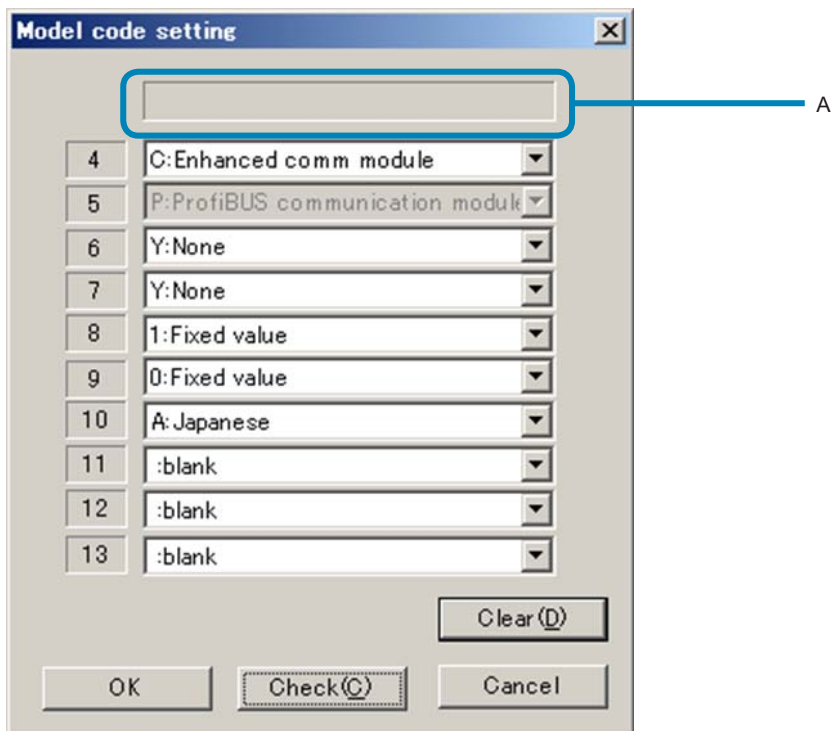 Model code setting
A
4 C:Enhanced comm module
5 P:ProfiBUS communication module
6 Y:None
7 Y:None
8 1:Fixed value
9 0:Fixed value
10 A:Japanese
11 :blank
12 :blank
13 :blank
Clear(D)
OK Check(C) Cancel